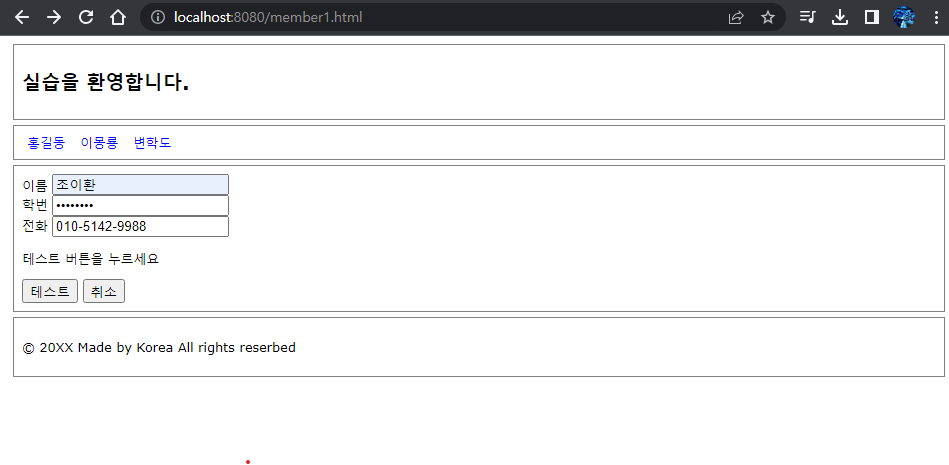 localhost:8080/member1.html
실습을 환영합니다.
홍길동 이몽룡 변학도
이름 조이환
학번 ••••••••
전화 010-5142-9988
테스트 버튼을 누르세요
테스트 취소
© 20XX Made by Korea All rights reserbed